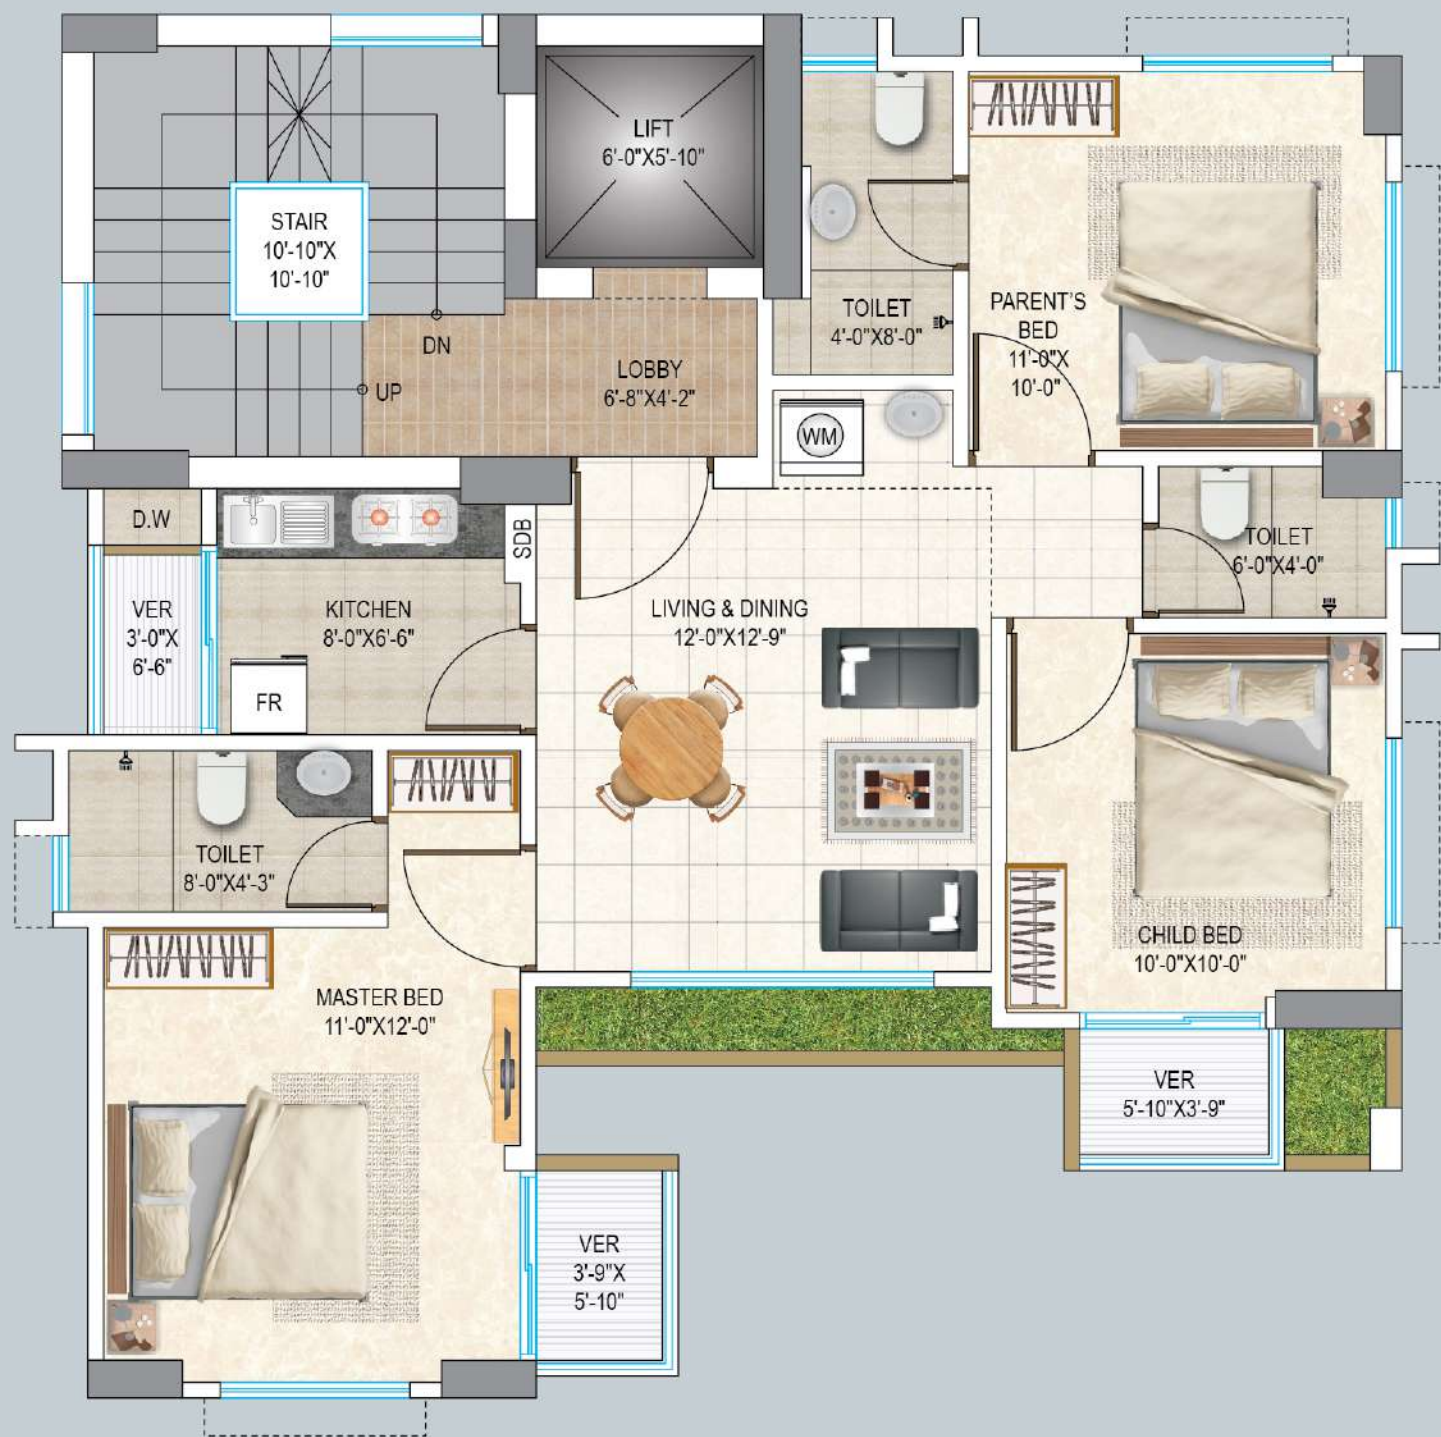 STAIR
10'-10"X
10'-10"
LIFT
6'-0"X5'-10"
DN
UP
LOBBY
6'-8"X4'-2"
TOILET
4'-0"X8'-0"
PARENT'S
BED
11'-0"X
10'-0"
WM
D.W
SDB
TOILET
6'-0"X4'-0"
VER
3'-0"X
6'-6"
KITCHEN
8'-0"X6'-6"
FR
LIVING & DINING
12'-0"X12'-9"
TOILET
8'-0"X4'-3"
CHILD BED
10'-0"X10'-0"
MASTER BED
11'-0"X12'-0"
VER
5'-10"X3'-9"
VER
3'-9"X
5'-10"